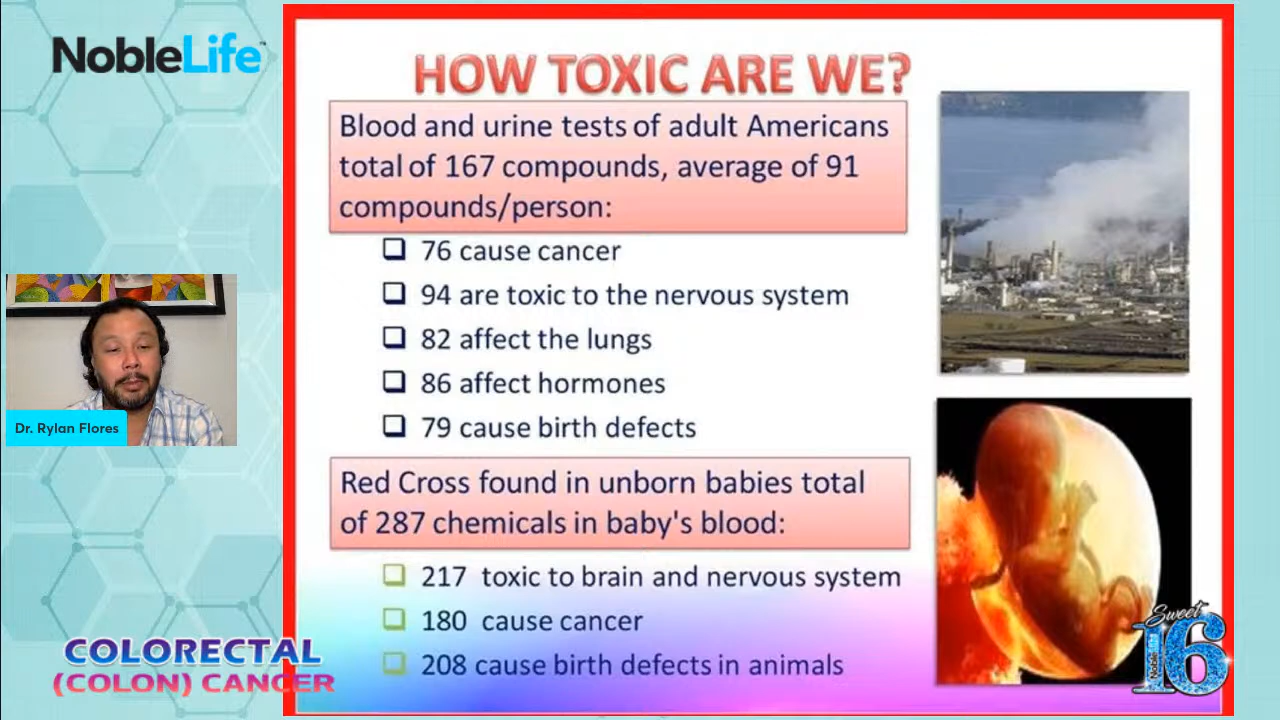 NobleLife
HOW TOXIC ARE WE?
Blood and urine tests of adult Americans
total of 167 compounds, average of 91
compounds/person:
76 cause cancer
94 are toxic to the nervous system
82 affect the lungs
86 affect hormones
79 cause birth defects
Red Cross found in unborn babies total
of 287 chemicals in baby's blood:
217 toxic to brain and nervous system
180 cause cancer
208 cause birth defects in animals
Dr. Rylan Flores
COLORECTAL
(COLON) CANCER
Sweet
16
NobleLife